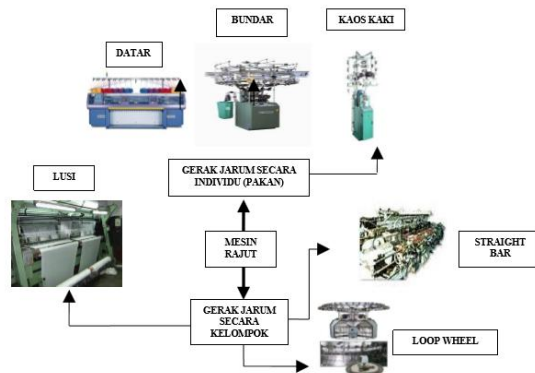 BUNDAR
KAOS KAKI
DATAR
LUSI
GERAK JARUM SECARA
INDIVIDU (PAKAN)
MESIN
RAJUT
STRAIGHT
BAR
GERAK JARUM
SECARA
KELOMPOK
LOOP WHEEL